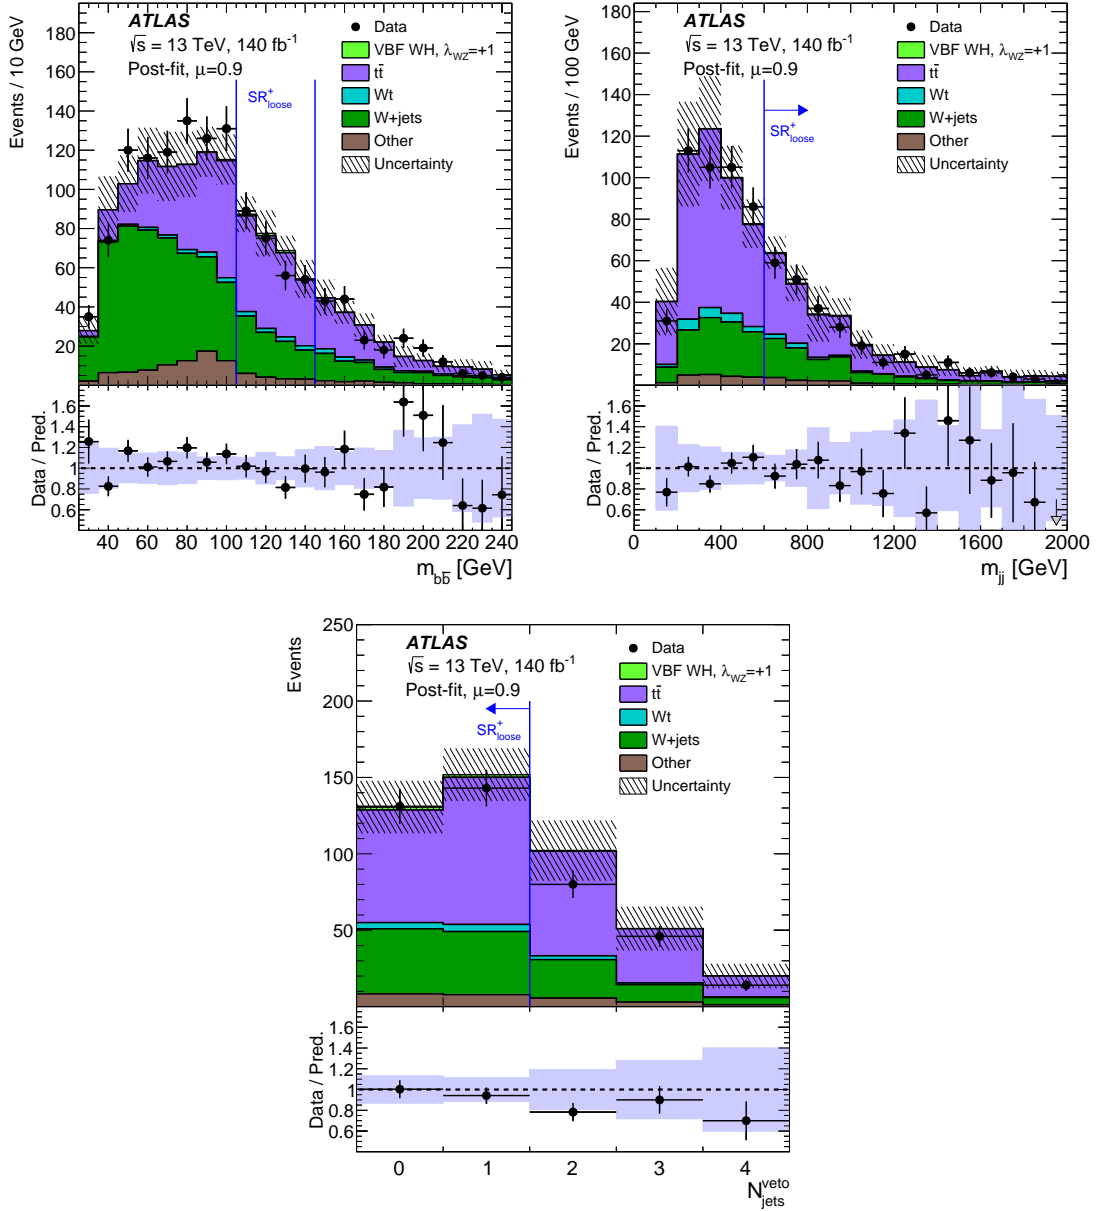 ATLAS
√s = 13 TeV, 140 fb⁻¹
Post-fit, μ=0.9
SR⁺loose
Data
VBF WH, λWZ=+1
tt̄
Wt
W+jets
Other
Uncertainty
Events / 10 GeV
180
160
140
120
100
80
60
40
20
Data / Pred.
1.6
1.4
1.2
1
0.8
0.6
40 60 80 100 120 140 160 180 200 220 240
mbb̄ [GeV]
ATLAS
√s = 13 TeV, 140 fb⁻¹
Post-fit, μ=0.9
SR⁺loose
Data
VBF WH, λWZ=+1
tt̄
Wt
W+jets
Other
Uncertainty
Events / 100 GeV
180
160
140
120
100
80
60
40
20
Data / Pred.
1.6
1.4
1.2
1
0.8
0.6
0 400 800 1200 1600 2000
mjj [GeV]
ATLAS
√s = 13 TeV, 140 fb⁻¹
Post-fit, μ=0.9
SR⁺loose
Data
VBF WH, λWZ=+1
tt̄
Wt
W+jets
Other
Uncertainty
Events
250
200
150
100
50
Data / Pred.
1.6
1.4
1.2
1
0.8
0.6
0 1 2 3 4
N veto jets